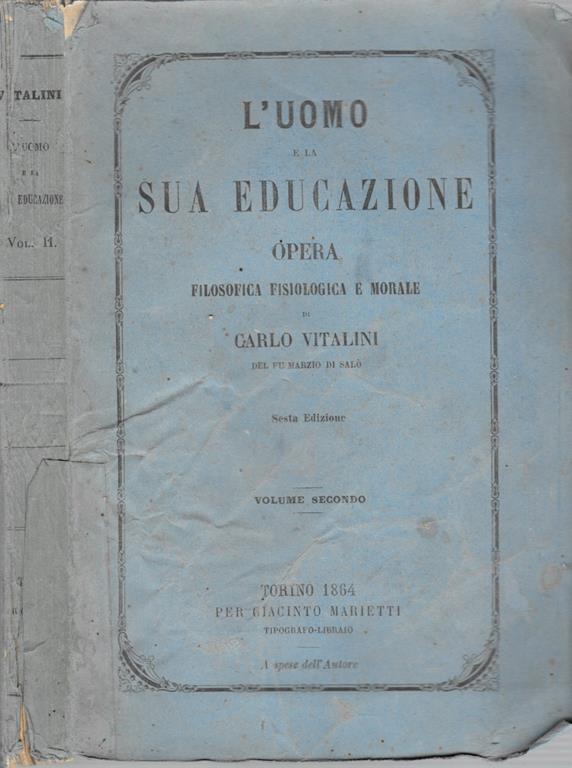 TALINI
L'UOMO
E LA
EDUCAZIONE
VOL. II.
L'UOMO
E LA
SUA EDUCAZIONE
OPERA
FILOSOFICA FISIOLOGICA E MORALE
DI
CARLO VITALINI
DEL FU MARZIO DI SALÒ
Sesta Edizione
VOLUME SECONDO
TORINO 1864
PER GIACINTO MARIETTI
TIPOGRAFO-LIBRAIO
A spese dell'Autore